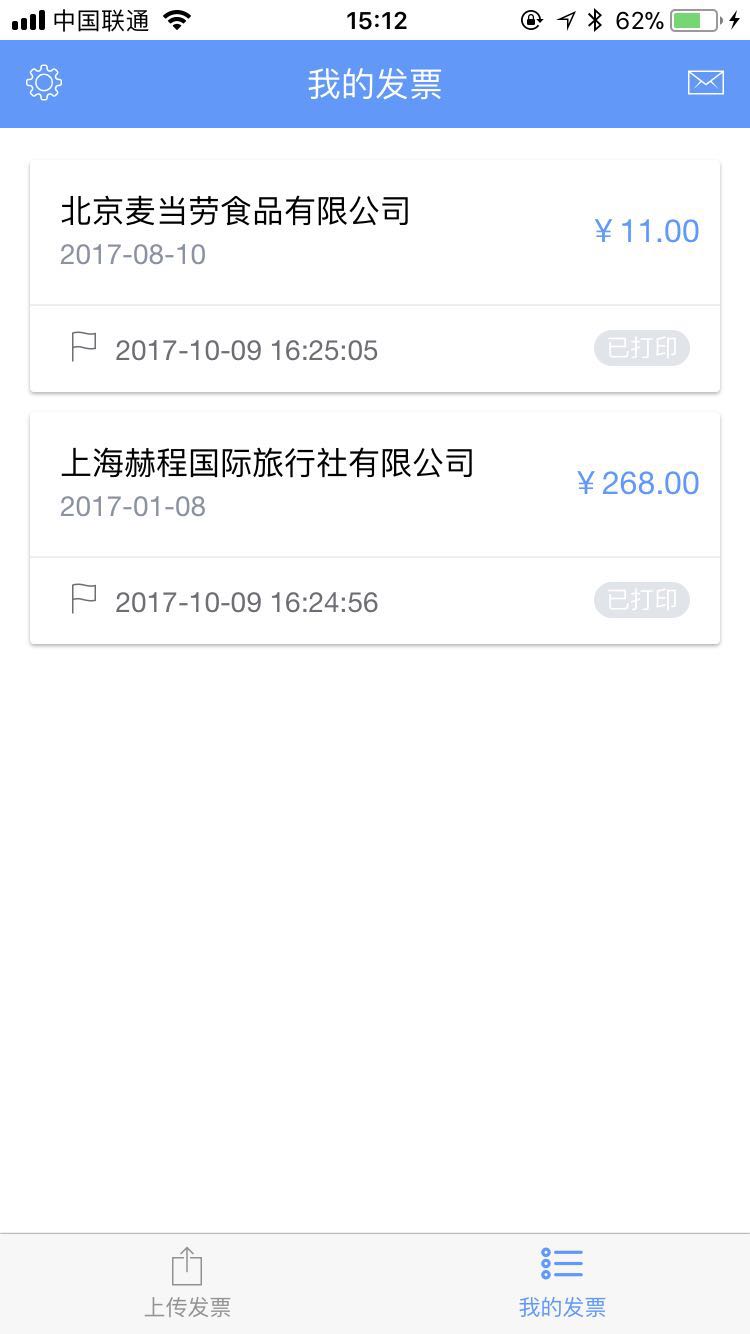 中国联通 15:12 62%
我的发票
北京麦当劳食品有限公司
¥ 11.00
2017-08-10
2017-10-09 16:25:05 已打印
上海赫程国际旅行社有限公司
¥ 268.00
2017-01-08
2017-10-09 16:24:56 已打印
上传发票 我的发票